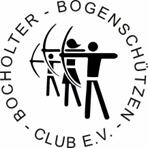 BOCHOLTER - BOGENSCHÜTZEN - CLUB E.V. -